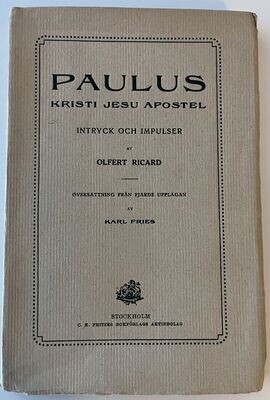 PAULUS
KRISTI JESU APOSTEL
INTRYCK OCH IMPULSER
AF
OLFERT RICARD
ÖVERSÄTTNING FRÅN FJÄRDE UPPLAGAN
AV
KARL FRIES
STOCKHOLM
C. E. FRITZES BOKFÖRLAGS AKTIEBOLAG